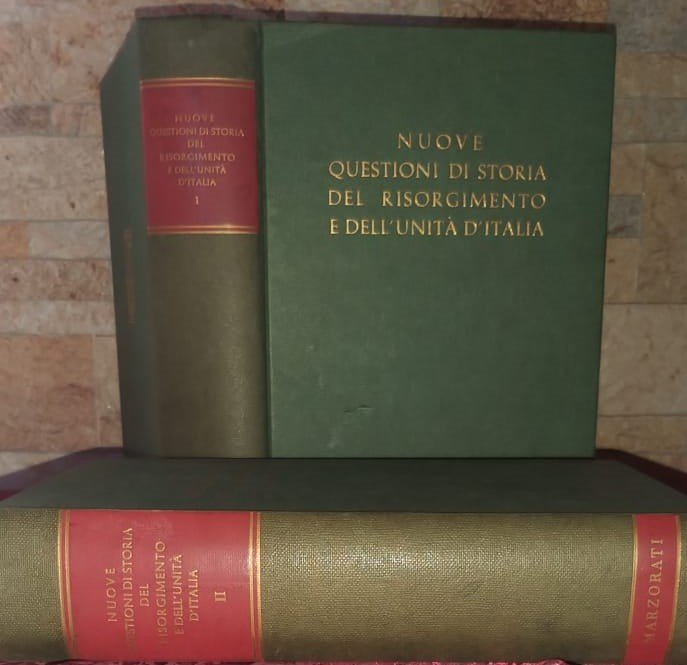 NUOVE
QUESTIONI DI STORIA
DEL
RISORGIMENTO
E DELL'UNITÀ
D'ITALIA
1
NUOVE
QUESTIONI DI STORIA
DEL RISORGIMENTO
E DELL'UNITÀ D'ITALIA
NUOVE
QUESTIONI DI STORIA
DEL
RISORGIMENTO
E DELL'UNITÀ
D'ITALIA
II
MARZORATI